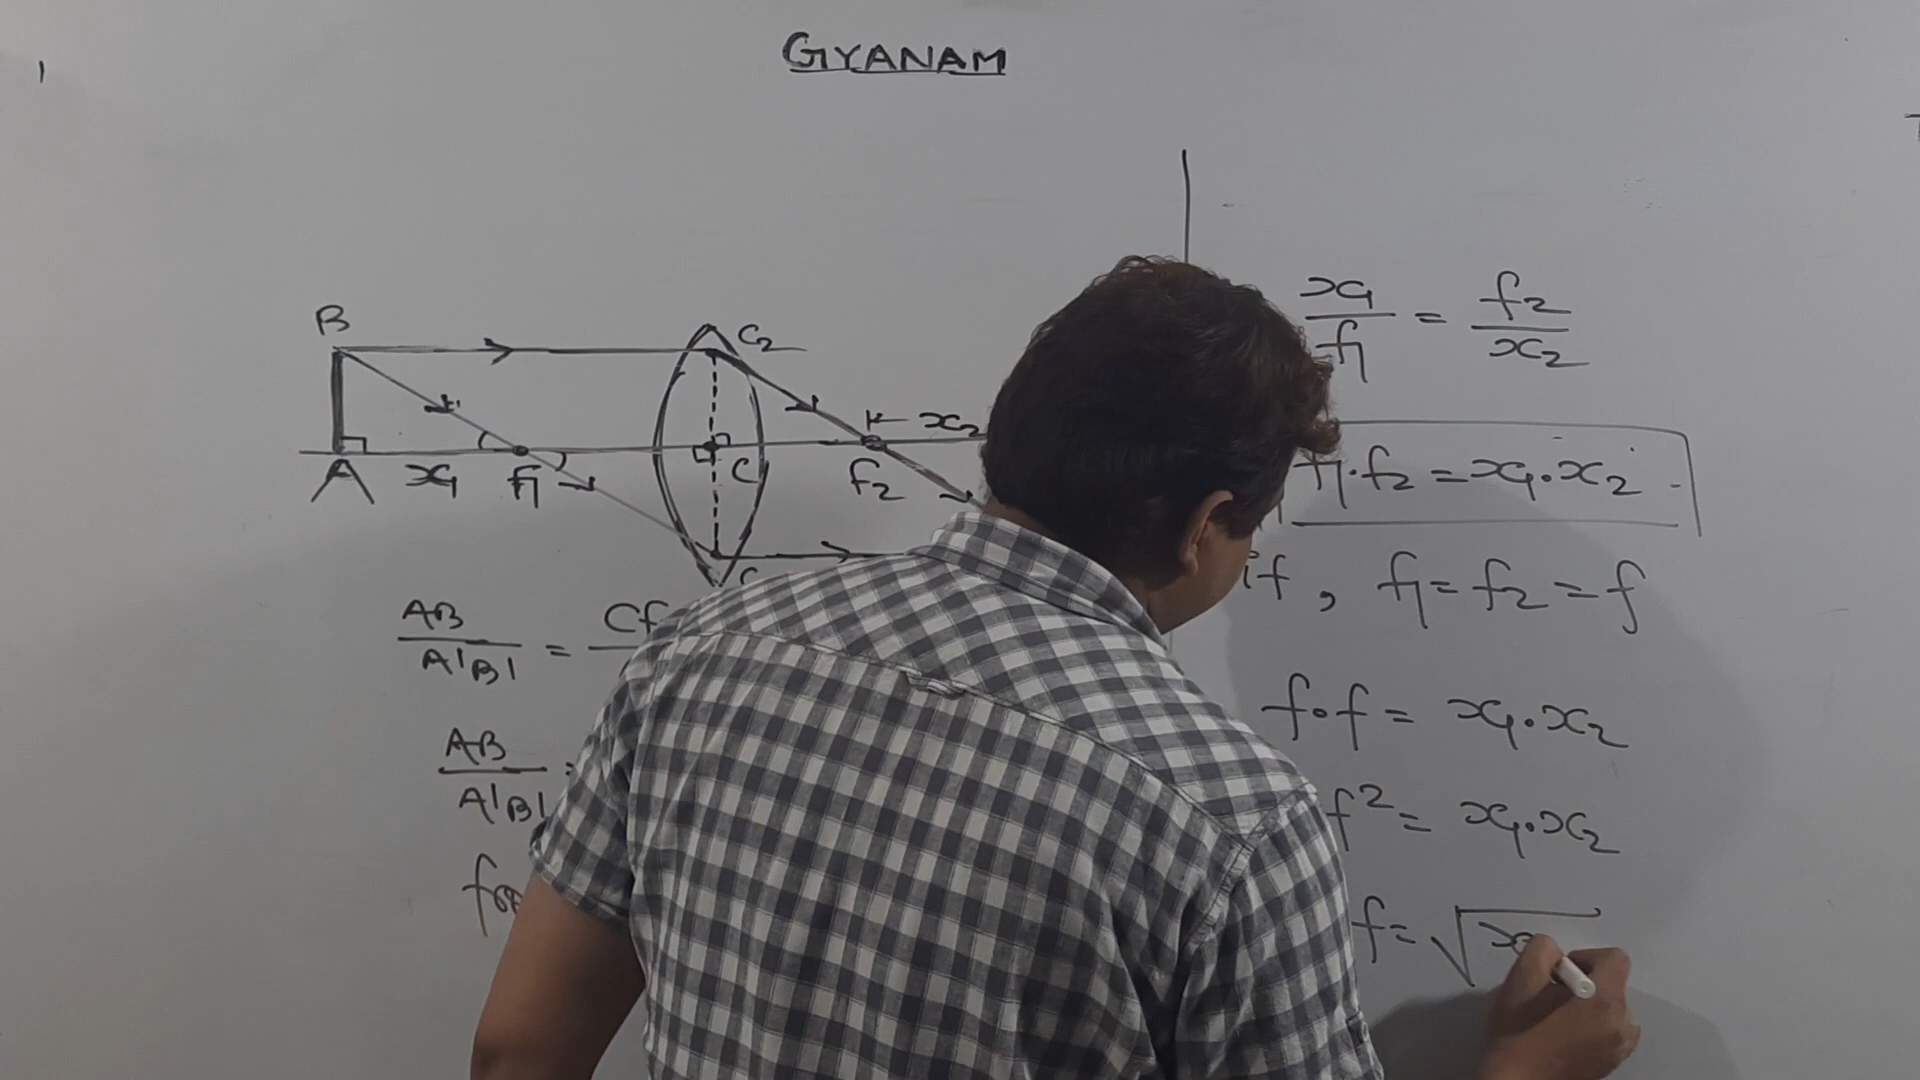 GYANAM
B
C2
x2
A
x1
f1
C
f2
AB/A'B' =
AB/A'B'
x1/f1 = f2/x2
f1.f2 = x1.x2
if, f1 = f2 = f
f.f = x1.x2
f² = x1.x2
f = √x